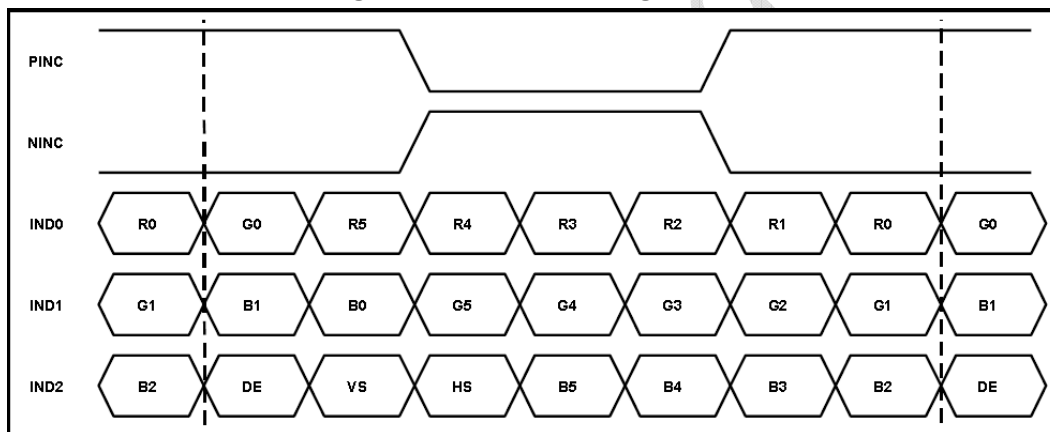 PINC
NINC
IND0 R0 G0 R5 R4 R3 R2 R1 R0 G0
IND1 G1 B1 B0 G5 G4 G3 G2 G1 B1
IND2 B2 DE VS HS B5 B4 B3 B2 DE